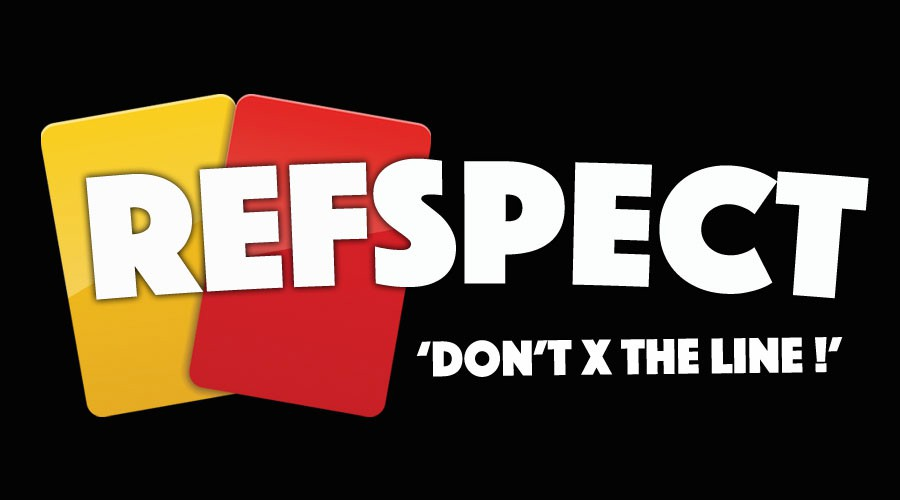 REFSPECT
‘DON’T X THE LINE !’